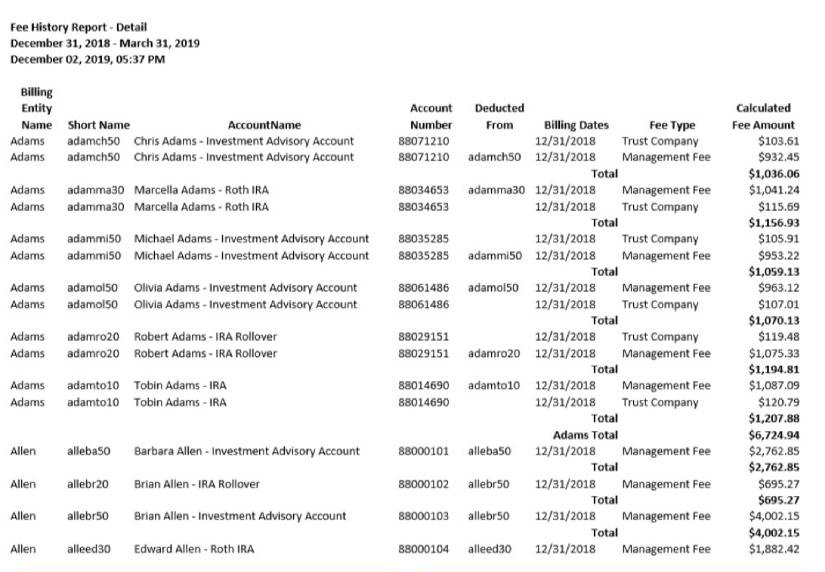 Fee History Report - Detail
December 31, 2018 - March 31, 2019
December 02, 2019, 05:37 PM
Billing
Entity Account Deducted Calculated
Name Short Name AccountName Number From Billing Dates Fee Type Fee Amount
Adams adamch50 Chris Adams - Investment Advisory Account 88071210 12/31/2018 Trust Company $103.61
Adams adamch50 Chris Adams - Investment Advisory Account 88071210 adamch50 12/31/2018 Management Fee $932.45
Total $1,036.06
Adams adamma30 Marcella Adams - Roth IRA 88034653 adamma30 12/31/2018 Management Fee $1,041.24
Adams adamma30 Marcella Adams - Roth IRA 88034653 12/31/2018 Trust Company $115.69
Total $1,156.93
Adams adammi50 Michael Adams - Investment Advisory Account 88035285 12/31/2018 Trust Company $105.91
Adams adammi50 Michael Adams - Investment Advisory Account 88035285 adammi50 12/31/2018 Management Fee $953.22
Total $1,059.13
Adams adamol50 Olivia Adams - Investment Advisory Account 88061486 adamol50 12/31/2018 Management Fee $963.12
Adams adamol50 Olivia Adams - Investment Advisory Account 88061486 12/31/2018 Trust Company $107.01
Total $1,070.13
Adams adamro20 Robert Adams - IRA Rollover 88029151 12/31/2018 Trust Company $119.48
Adams adamro20 Robert Adams - IRA Rollover 88029151 adamro20 12/31/2018 Management Fee $1,075.33
Total $1,194.81
Adams adamto10 Tobin Adams - IRA 88014690 adamto10 12/31/2018 Management Fee $1,087.09
Adams adamto10 Tobin Adams - IRA 88014690 12/31/2018 Trust Company $120.79
Total $1,207.88
Adams Total $6,724.94
Allen alleba50 Barbara Allen - Investment Advisory Account 88000101 alleba50 12/31/2018 Management Fee $2,762.85
Total $2,762.85
Allen allebr20 Brian Allen - IRA Rollover 88000102 allebr50 12/31/2018 Management Fee $695.27
Total $695.27
Allen allebr50 Brian Allen - Investment Advisory Account 88000103 allebr50 12/31/2018 Management Fee $4,002.15
Total $4,002.15
Allen alleed30 Edward Allen - Roth IRA 88000104 alleed30 12/31/2018 Management Fee $1,882.42